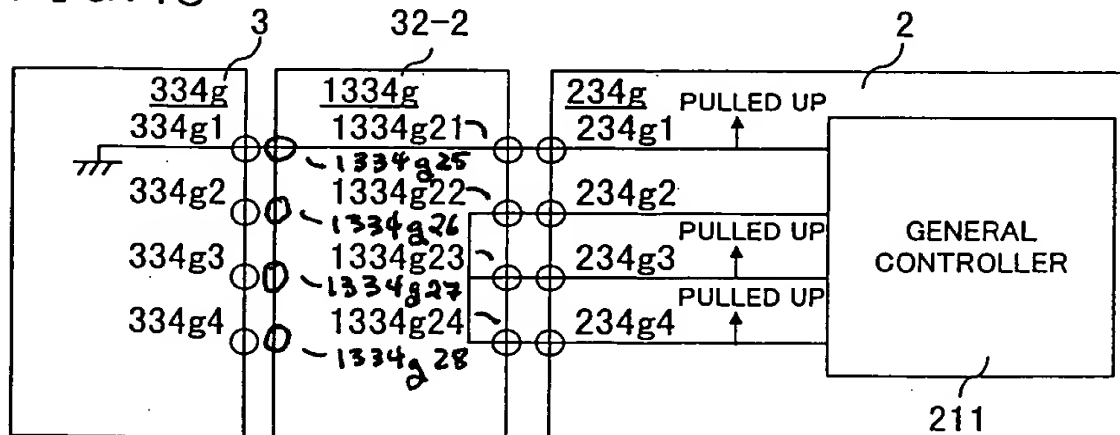 3
32-2
2
334g
1334g
234g
PULLED UP
334g1
1334g21
234g1
1334g25
334g2
1334g22
234g2
1334g26
PULLED UP
334g3
1334g23
234g3
GENERAL
CONTROLLER
1334g27
PULLED UP
334g4
1334g24
234g4
1334g28
211